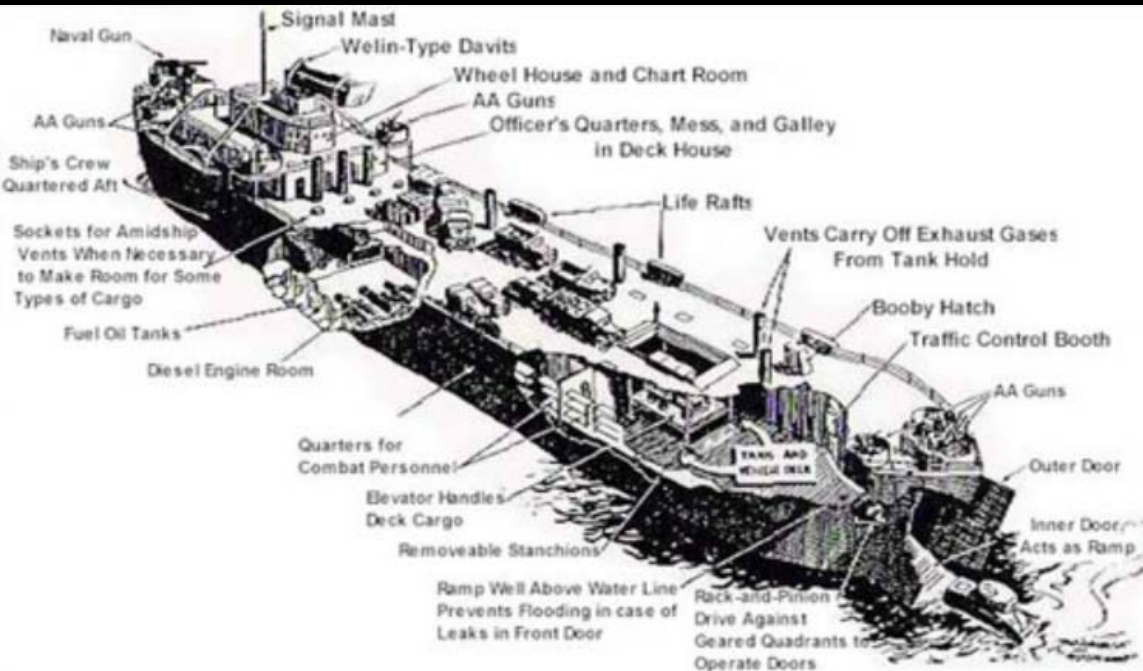 Signal Mast
Naval Gun
Welin-Type Davits
Wheel House and Chart Room
AA Guns
Officer's Quarters, Mess, and Galley
in Deck House
AA Guns
Ship's Crew
Quartered Aft
Life Rafts
Sockets for Amidship
Vents When Necessary
to Make Room for Some
Types of Cargo
Vents Carry Off Exhaust Gases
From Tank Hold
Booby Hatch
Fuel Oil Tanks
Traffic Control Booth
Diesel Engine Room
AA Guns
Quarters for
Combat Personnel
TANK AND
VEHICLE DECK
Outer Door
Elevator Handles
Deck Cargo
Inner Door
Acts as Ramp
Removeable Stanchions
Ramp Well Above Water Line
Prevents Flooding in case of
Leaks in Front Door
Rack-and-Pinion
Drive Against
Geared Quadrants to
Operate Doors